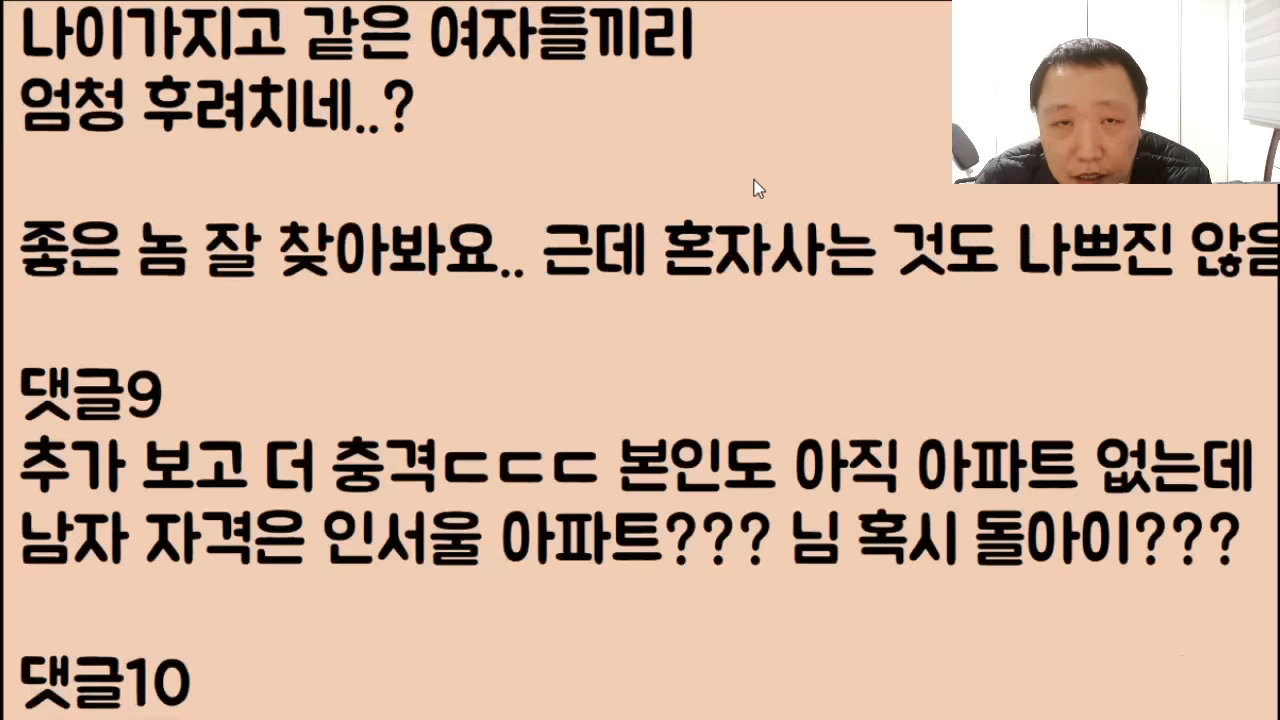 나이가지고 같은 여자들끼리
엄청 후려치네..?
좋은 놈 잘 찾아봐요.. 근데 혼자사는 것도 나쁘진 않음
댓글9
추가 보고 더 충격ㄷㄷㄷ 본인도 아직 아파트 없는데
남자 자격은 인서울 아파트??? 님 혹시 돌아이???
댓글10